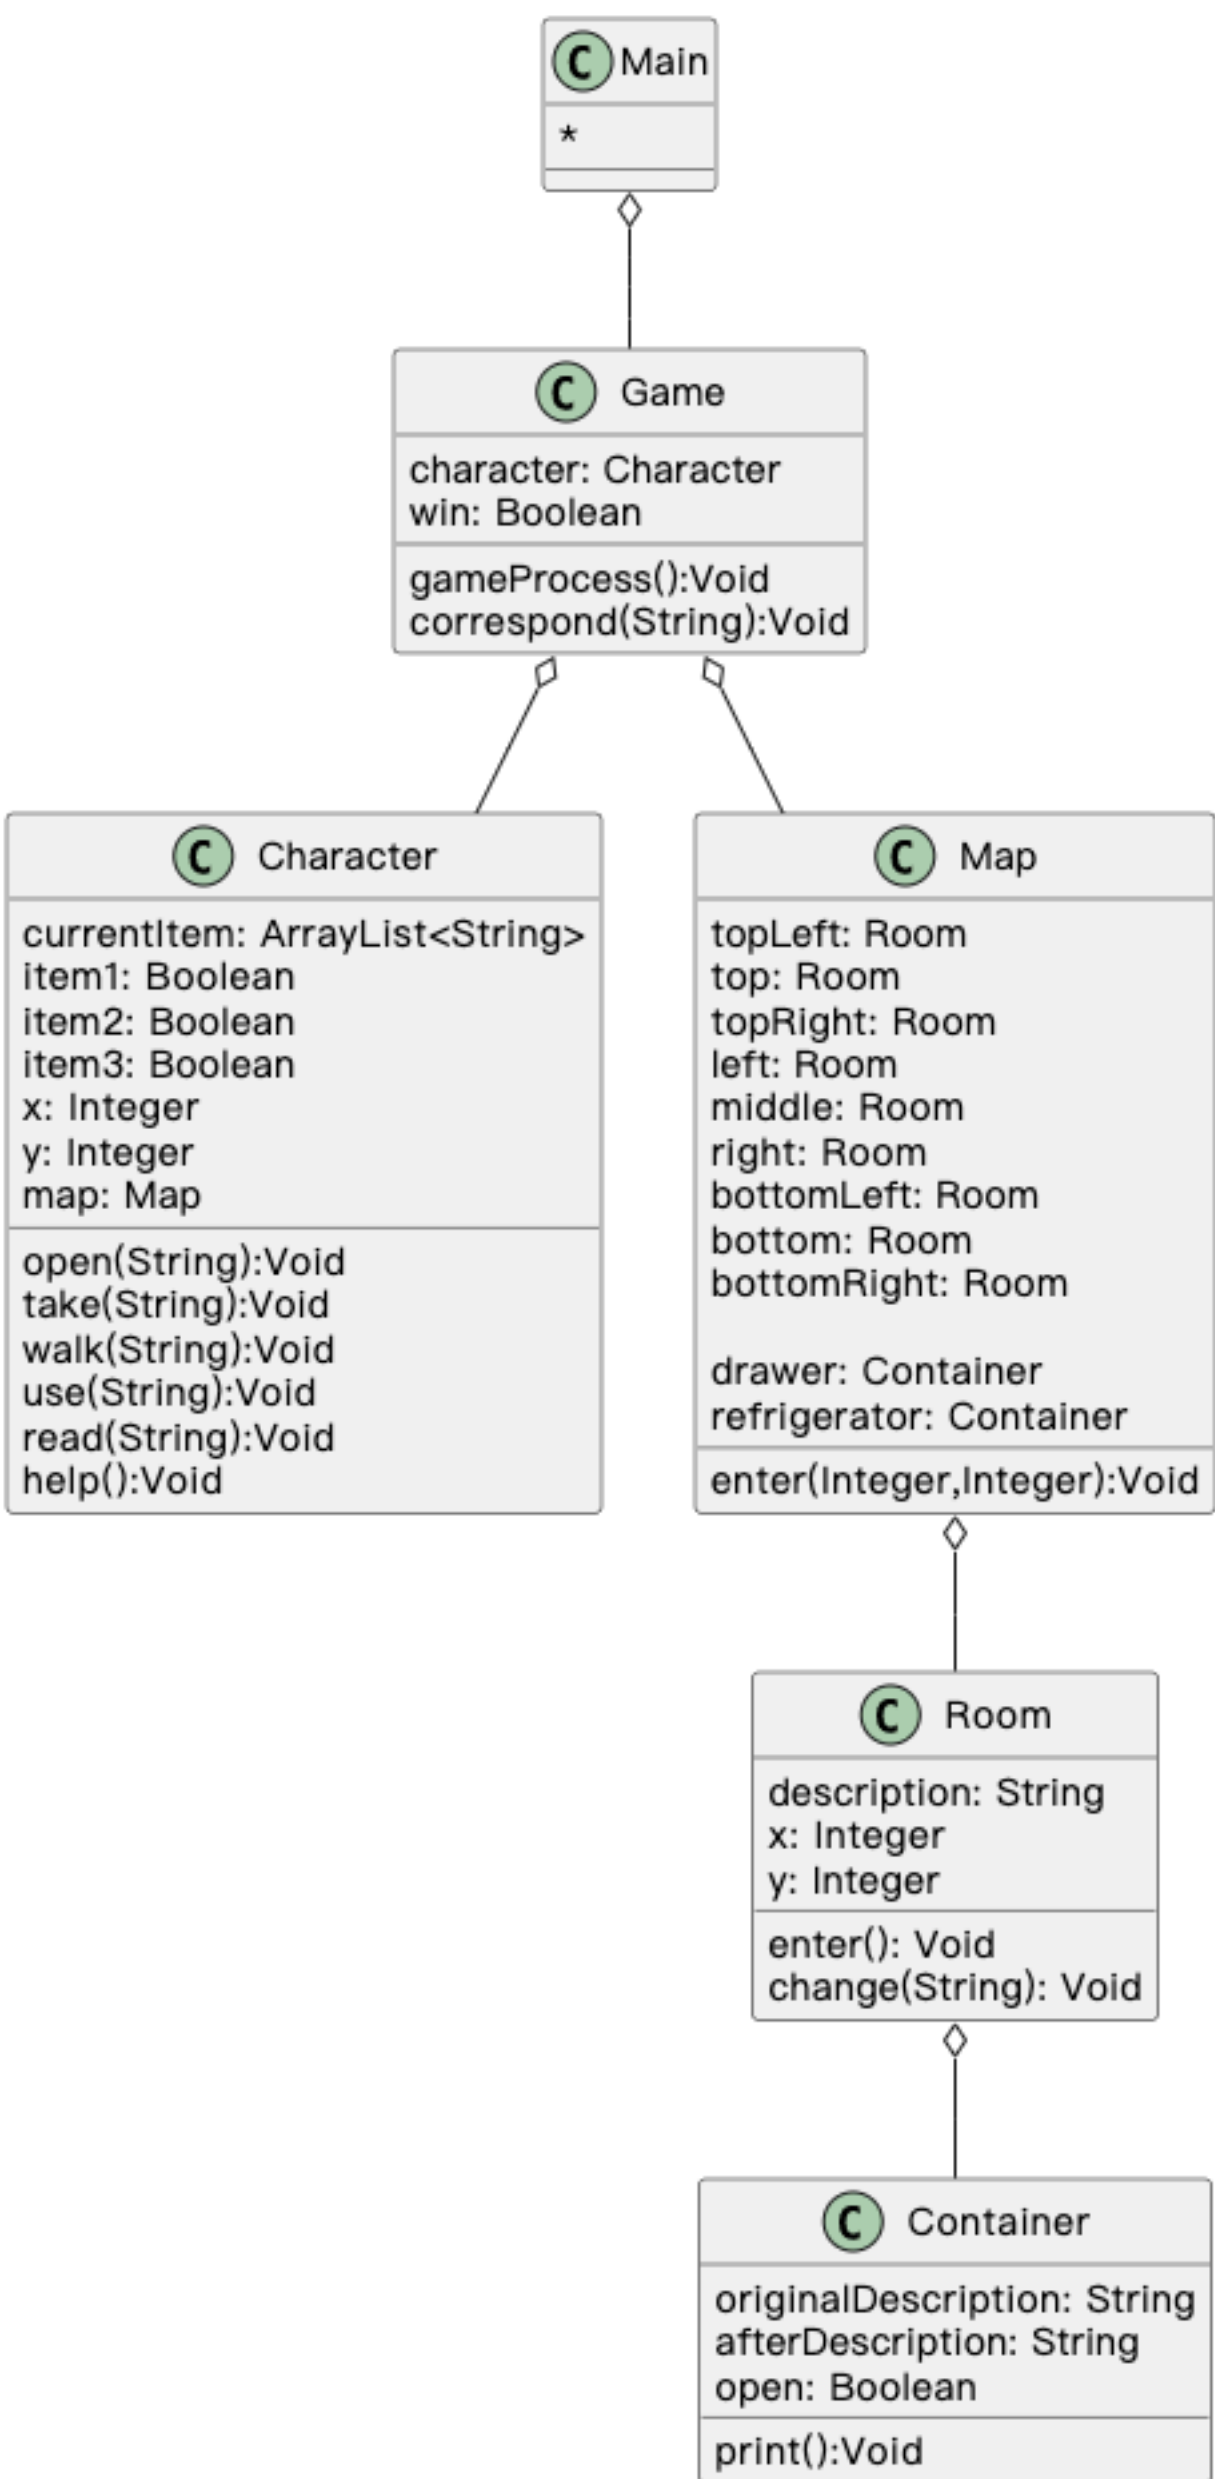 C Main
*
C Game
character: Character
win: Boolean
gameProcess():Void
correspond(String):Void
C Character
currentItem: ArrayList<String>
item1: Boolean
item2: Boolean
item3: Boolean
x: Integer
y: Integer
map: Map
open(String):Void
take(String):Void
walk(String):Void
use(String):Void
read(String):Void
help():Void
C Map
topLeft: Room
top: Room
topRight: Room
left: Room
middle: Room
right: Room
bottomLeft: Room
bottom: Room
bottomRight: Room
drawer: Container
refrigerator: Container
enter(Integer,Integer):Void
C Room
description: String
x: Integer
y: Integer
enter(): Void
change(String): Void
C Container
originalDescription: String
afterDescription: String
open: Boolean
print():Void